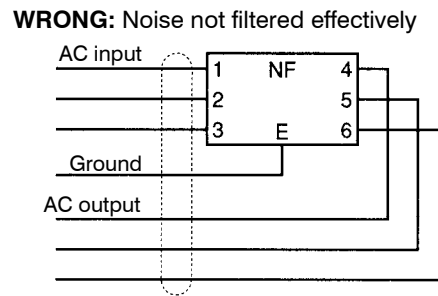 WRONG: Noise not filtered effectively
AC input
1 NF 4
2 5
3 E 6
Ground
AC output